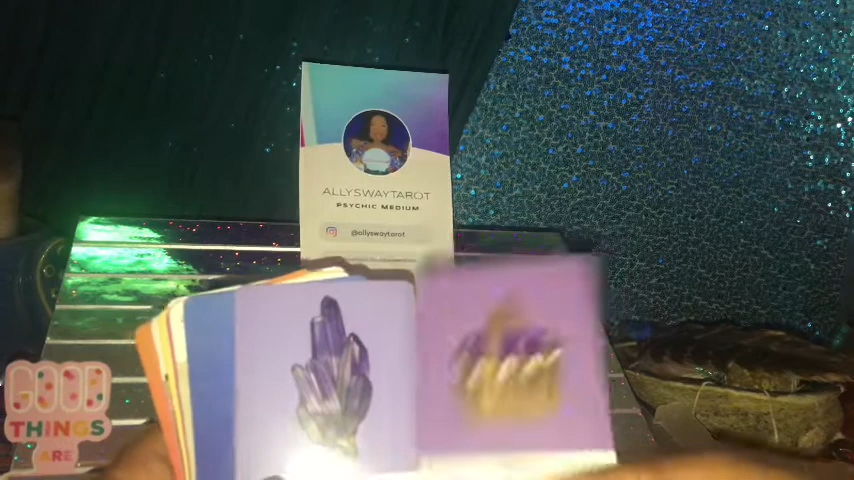 ALLYSWAYTAROT
PSYCHIC MEDIUM
@allyswaytarot
GOOD
THINGS
ARE